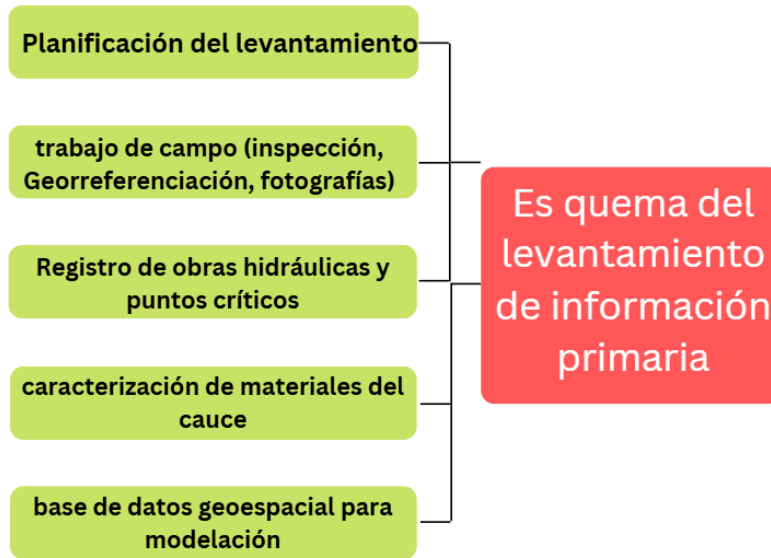 Planificación del levantamiento
trabajo de campo (inspección,
Georreferenciación, fotografías)
Registro de obras hidráulicas y
puntos críticos
caracterización de materiales del
cauce
base de datos geoespacial para
modelación
Es quema del
levantamiento
de información
primaria